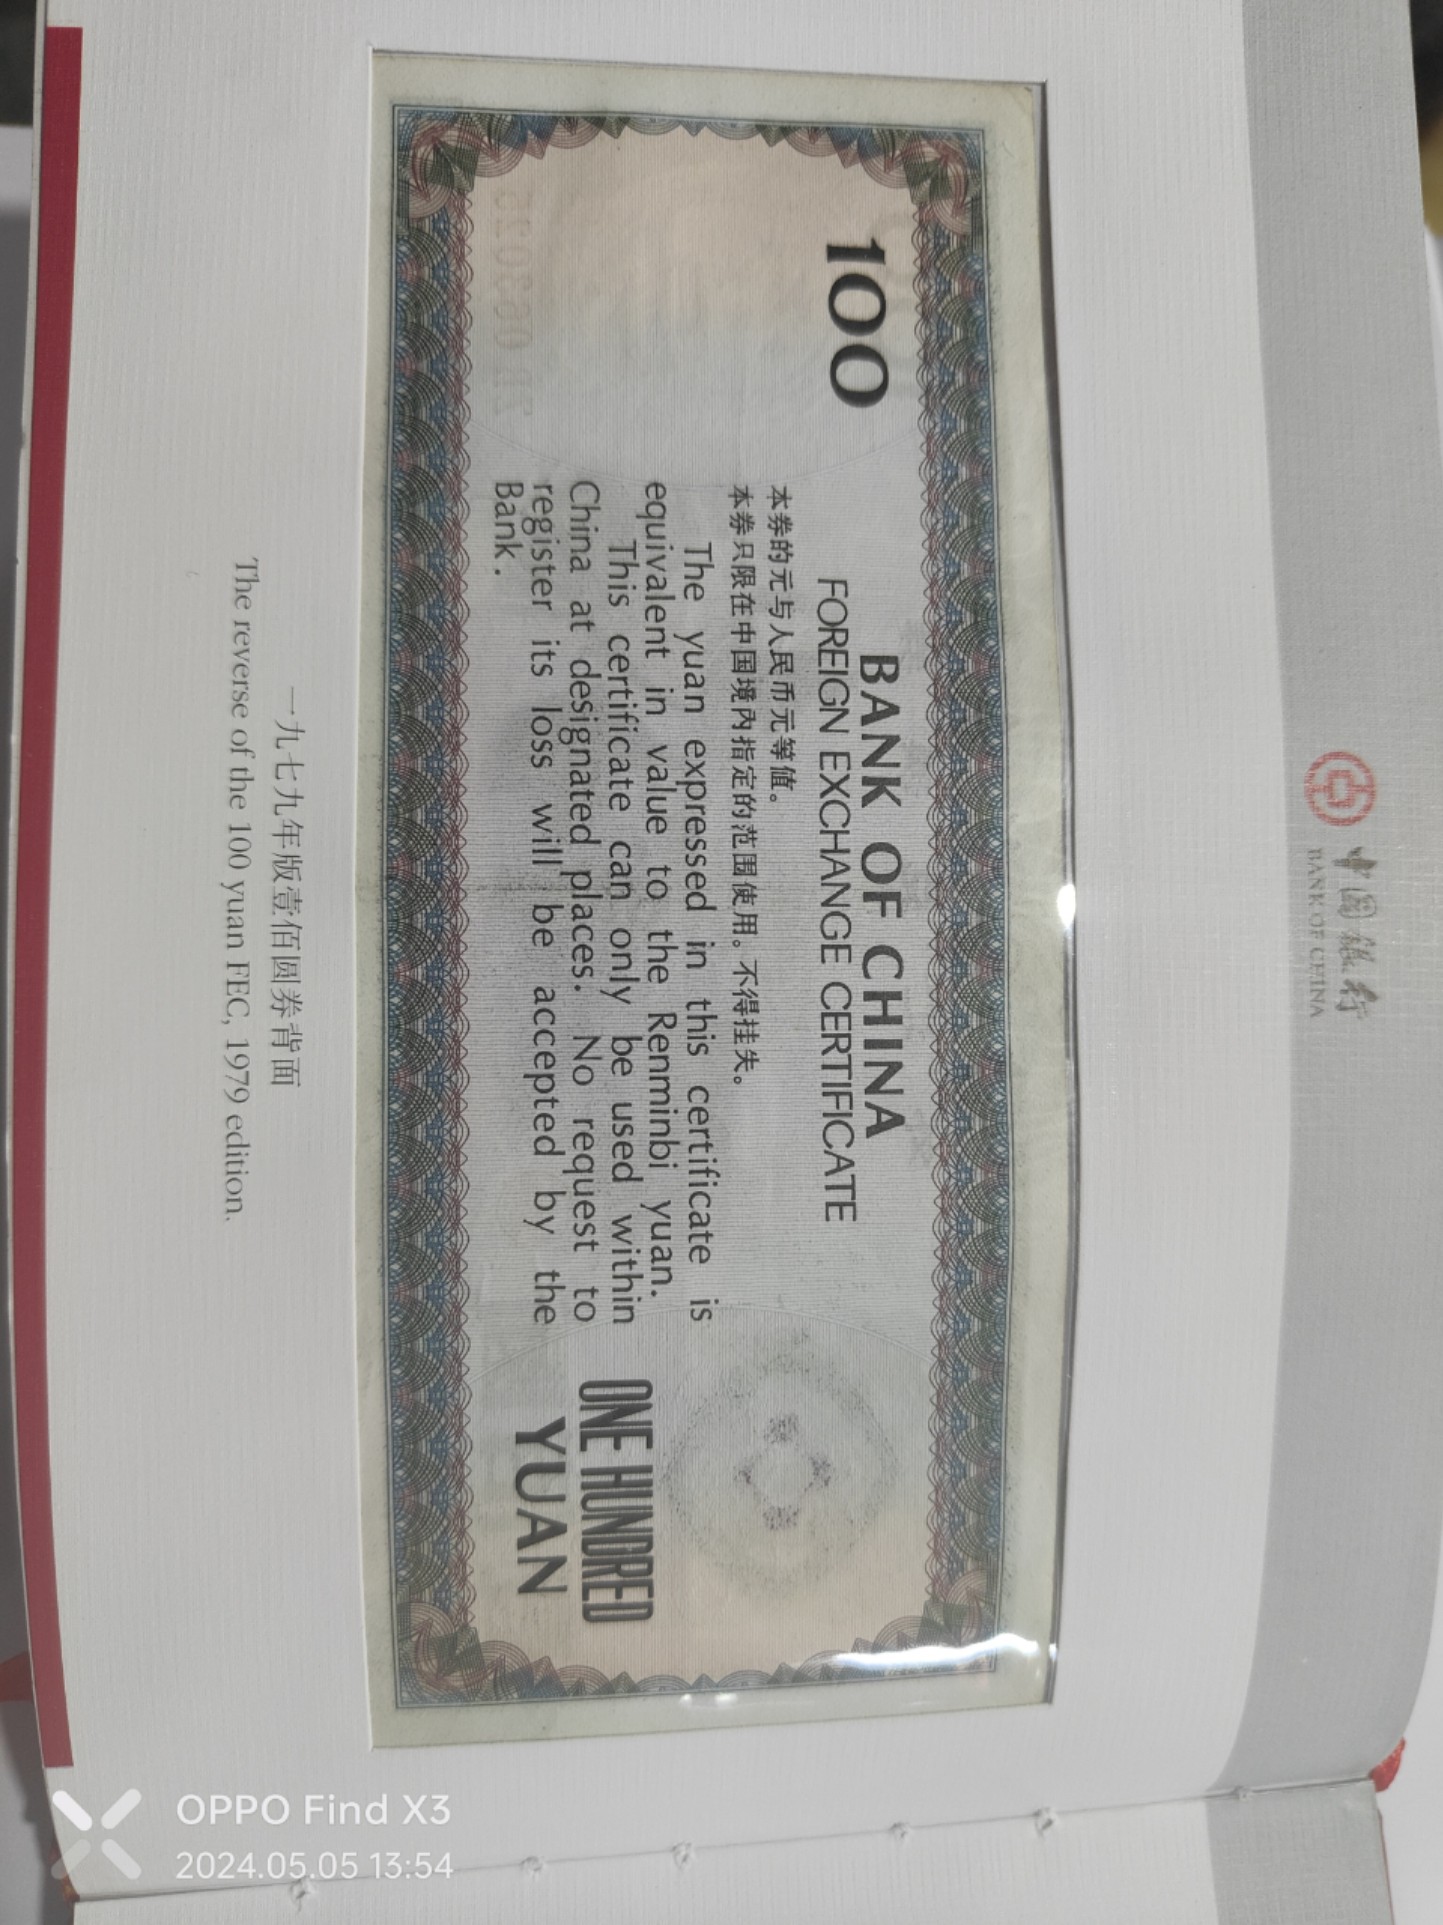 中国银行
BANK OF CHINA
100
BANK OF CHINA
FOREIGN EXCHANGE CERTIFICATE
本券的元与人民币元等值。
本券只限在中国境内指定的范围使用。不得挂失。
The yuan expressed in this certificate is
equivalent in value to the Renminbi yuan.
This certificate can only be used within
China at designated places. No request to
register its loss will be accepted by the
Bank.
ONE HUNDRED
YUAN
一九七九年版壹佰圆券背面
The reverse of the 100 yuan FEC, 1979 edition.
OPPO Find X3
2024.05.05 13:54